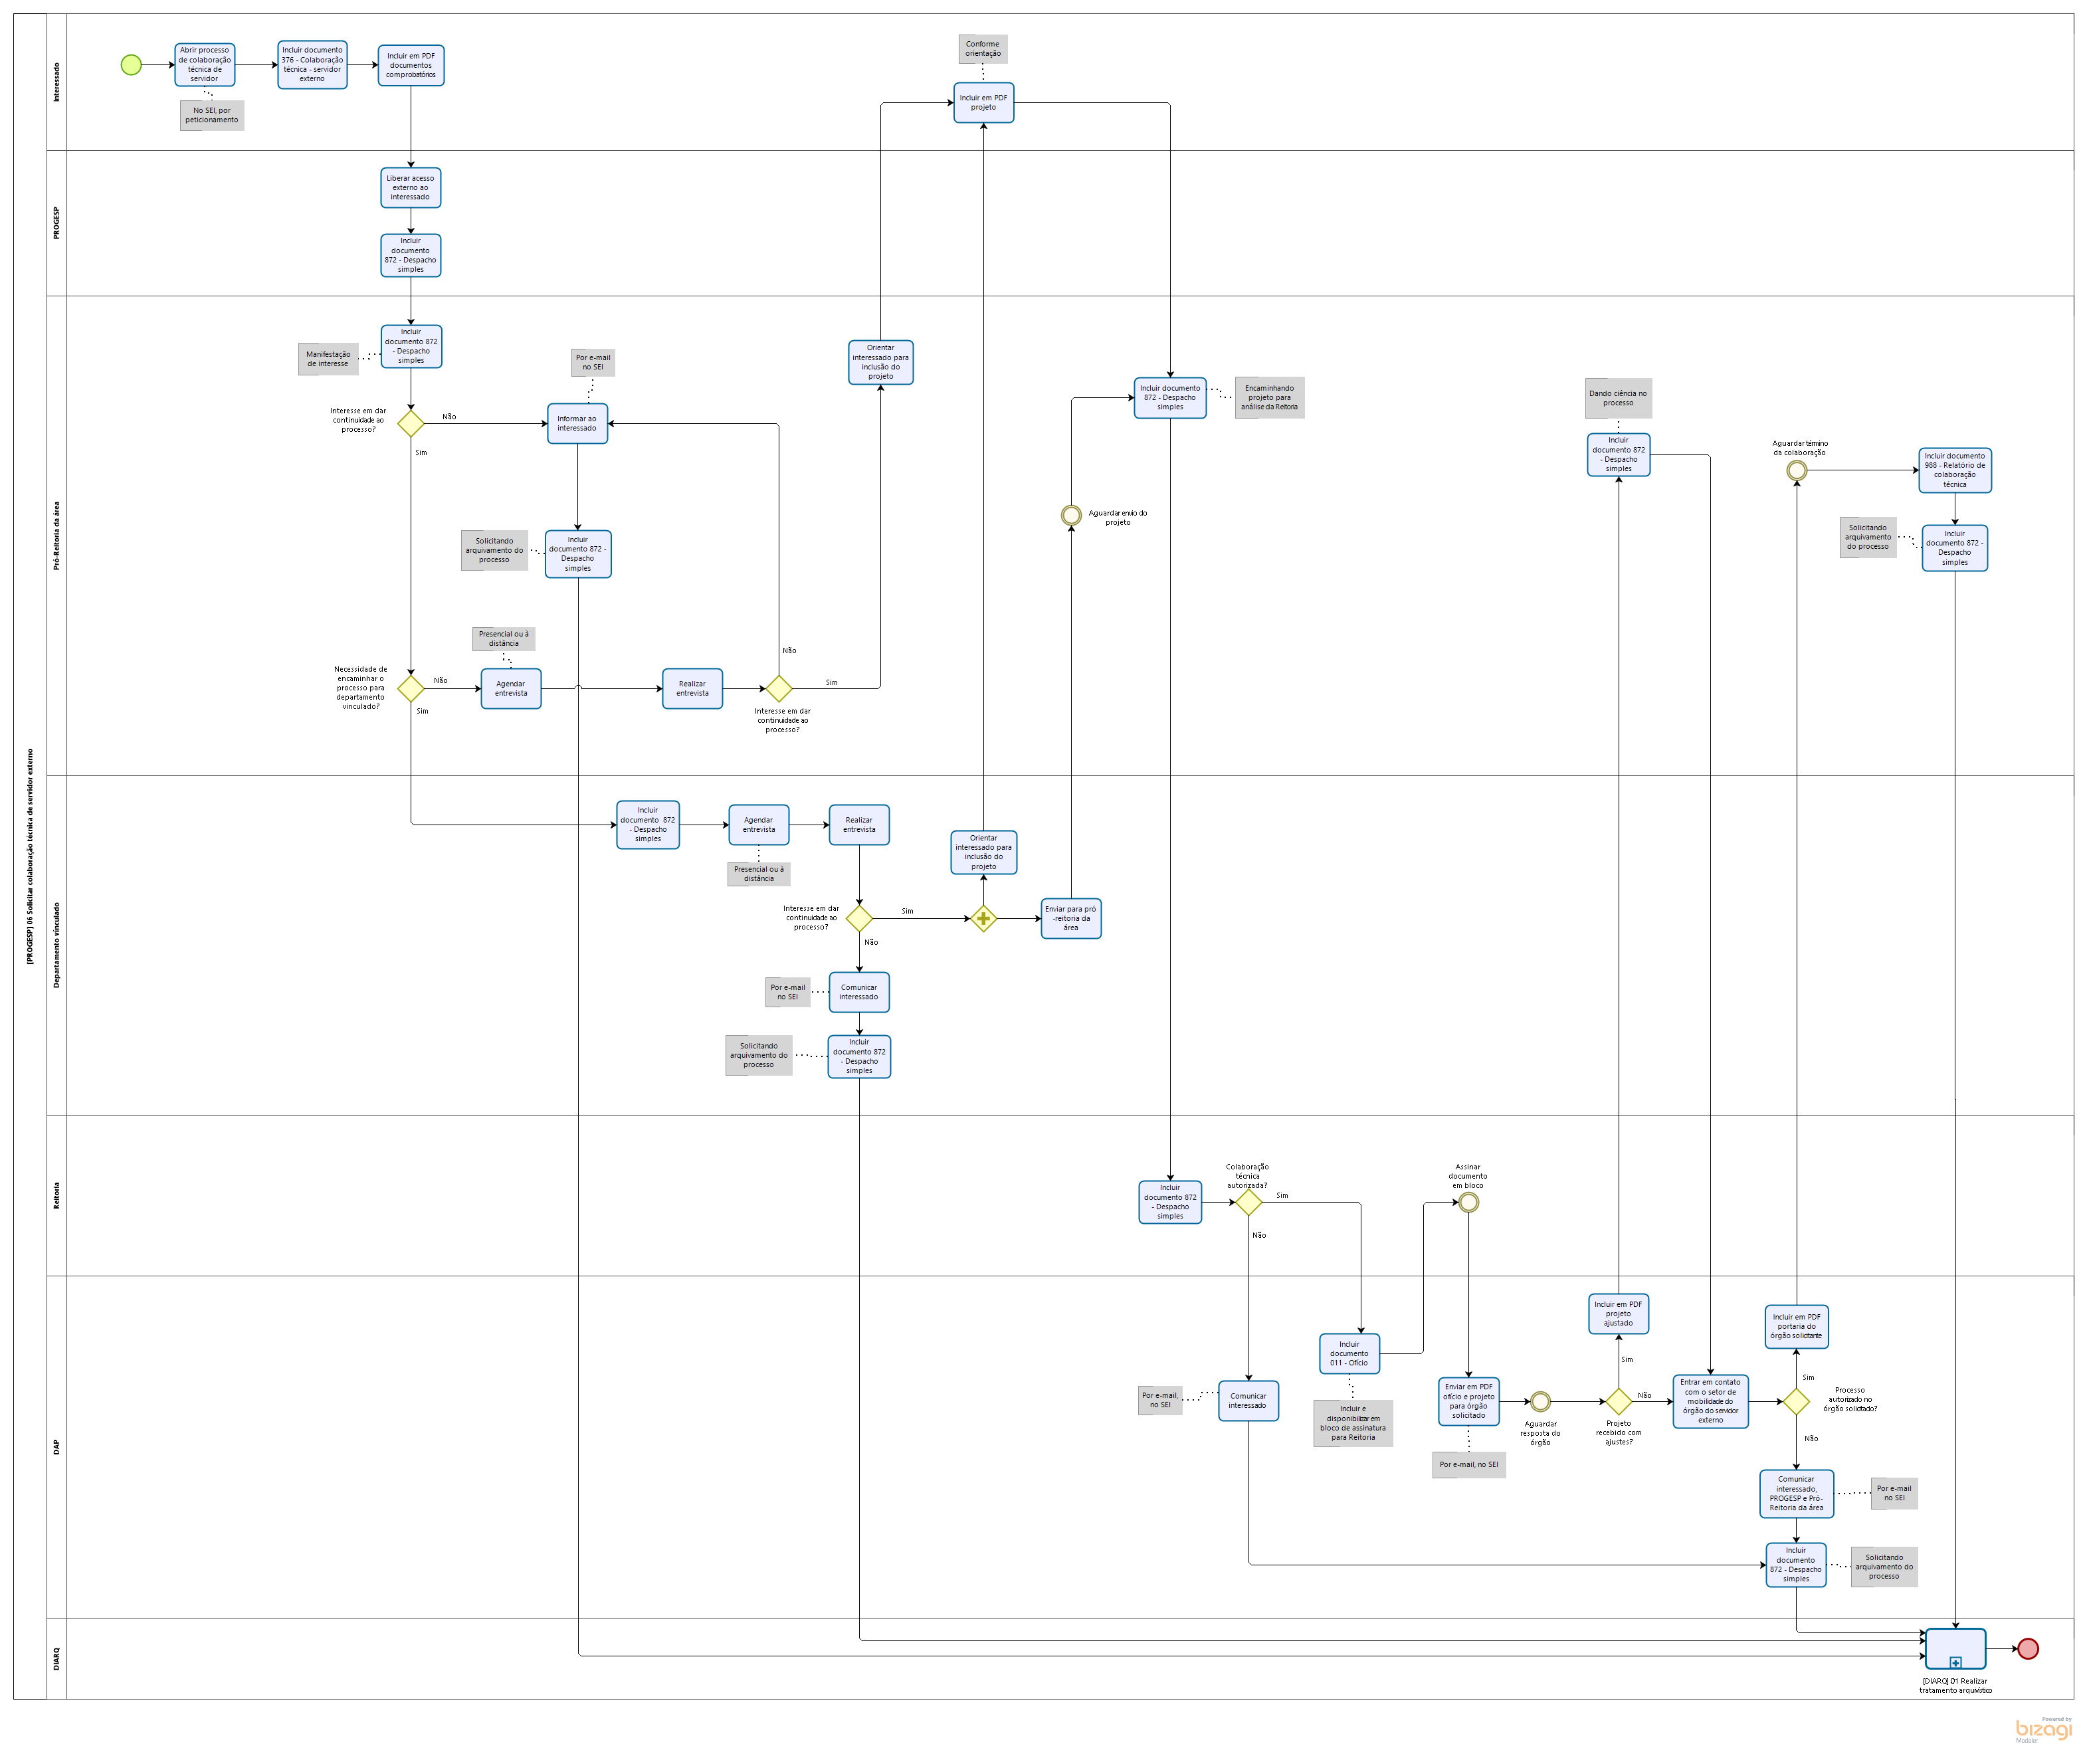 [PROGESP] 06 Solicitar colaboração técnica de servidor externo
Interessado
Abrir processo
de colaboração
técnica de
servidor
No SEI, por
peticionamento
Incluir documento
376 - Colaboração
técnica - servidor
externo
Incluir em PDF
documentos
comprobatórios
Conforme
orientação
Incluir em PDF
projeto
PROGESP
Liberar acesso
externo ao
interessado
Incluir
documento
872 - Despacho
simples
Pró-Reitoria da área
Incluir
documento 872
- Despacho
simples
Manifestação
de interesse
Interesse em dar
continuidade ao
processo?
Não
Sim
Por e-mail
no SEI
Informar ao
interessado
Solicitando
arquivamento do
processo
Incluir
documento 872 -
Despacho
simples
Necessidade de
encaminhar o
processo para
departamento
vinculado?
Não
Sim
Presencial ou à
distância
Agendar
entrevista
Realizar
entrevista
Não
Sim
Interesse em dar
continuidade ao
processo?
Orientar
interessado para
inclusão do
projeto
Aguardar envio do
projeto
Incluir documento
872 - Despacho
simples
Encaminhando
projeto para
análise da Reitoria
Dando ciência no
processo
Incluir
documento 872
- Despacho
simples
Aguardar término
da colaboração
Incluir documento
988 - Relatório de
colaboração
técnica
Solicitando
arquivamento
do processo
Incluir
documento 872 -
Despacho
simples
Departamento vinculado
Incluir
documento 872
- Despacho
simples
Agendar
entrevista
Presencial ou à
distância
Realizar
entrevista
Interesse em dar
continuidade ao
processo?
Sim
Não
Orientar
interessado para
inclusão do
projeto
Enviar para pró
-reitoria da
área
Por e-mail
no SEI
Comunicar
interessado
Solicitando
arquivamento do
processo
Incluir
documento 872
- Despacho
simples
Reitoria
Incluir
documento 872
- Despacho
simples
Colaboração
técnica
autorizada?
Sim
Não
Assinar
documento
em bloco
DAP
Por e-mail,
no SEI
Comunicar
interessado
Incluir
documento
011 - Ofício
Incluir e
disponibilizar em
bloco de assinatura
para Reitoria
Enviar em PDF
ofício e projeto
para órgão
solicitado
Por e-mail, no SEI
Aguardar
resposta do
órgão
Incluir em PDF
projeto
ajustado
Sim
Não
Projeto
recebido com
ajustes?
Entrar em contato
com o setor de
mobilidade do
órgão do servidor
externo
Incluir em PDF
portaria do
órgão solicitante
Sim
Processo
autorizado no
órgão solicitado?
Não
Comunicar
interessado,
PROGESP e Pró-
Reitoria da área
Por e-mail
no SEI
Incluir
documento
872 - Despacho
simples
Solicitando
arquivamento do
processo
DIARQ
[DIARQ] 01 Realizar
tratamento arquivístico
Powered by
bizagi
Modeler